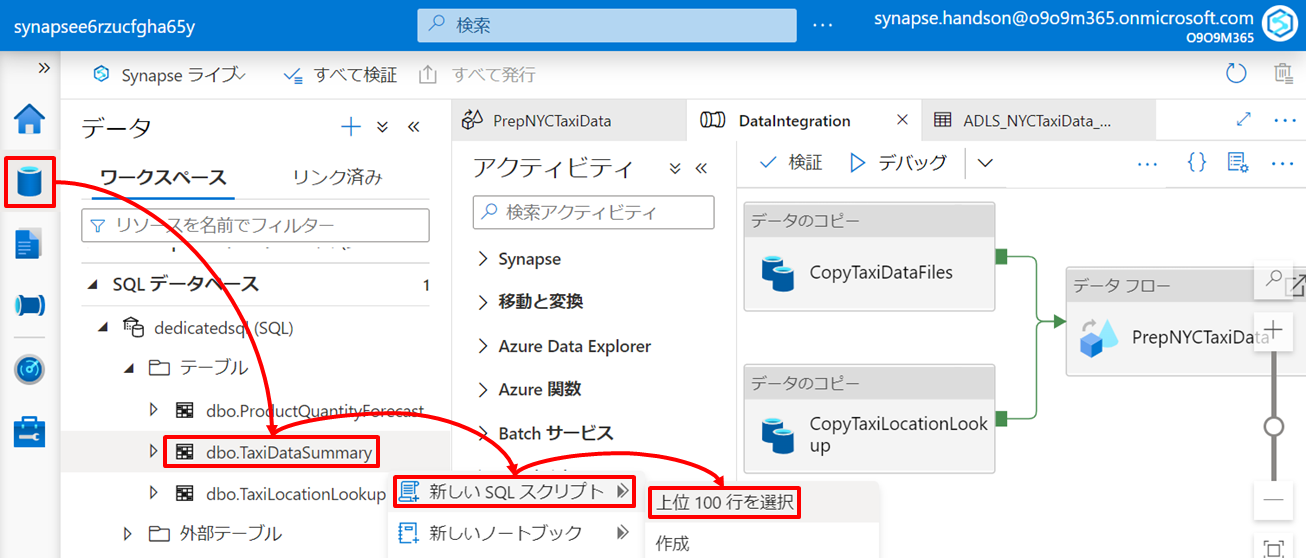 synapsee6rzucfgha65y
検索
synapse.handson@o9o9m365.onmicrosoft.com
O9O9M365
Synapse ライブ
すべて検証
すべて発行
データ
ワークスペース
リンク済み
リソースを名前でフィルター
SQL データベース
1
dedicatedsql (SQL)
テーブル
dbo.ProductQuantityForecast
dbo.TaxiDataSummary
dbo.TaxiLocationLookup
外部テーブル
新しい SQL スクリプト
新しいノートブック
上位 100 行を選択
作成
PrepNYCTaxiData
DataIntegration
ADLS_NYCTaxiData_...
アクティビティ
検索アクティビティ
Synapse
移動と変換
Azure Data Explorer
Azure 関数
Batch サービス
検証
デバッグ
データのコピー
CopyTaxiDataFiles
データのコピー
CopyTaxiLocationLook
up
データ フロー
PrepNYCTaxiData